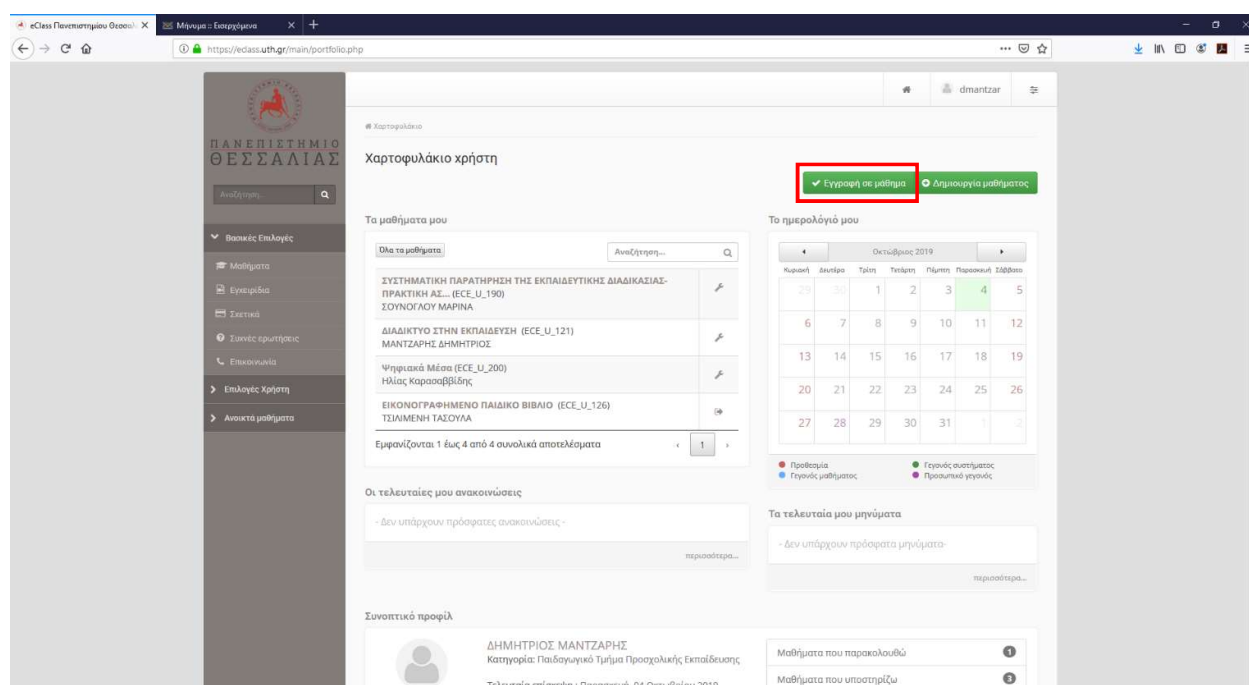 eClass Πανεπιστημίου Θεσσαλ
Μήνυμα :: Εισερχόμενα
https://eclass.uth.gr/main/portfolio.php
ΠΑΝΕΠΙΣΤΗΜΙΟ
ΘΕΣΣΑΛΙΑΣ
Αναζήτηση...
Βασικές Επιλογές
Μαθήματα
Εγχειρίδια
Σχετικά
Συχνές ερωτήσεις
Επικοινωνία
Επιλογές Χρήστη
Ανοικτά μαθήματα
dmantzar
Χαρτοφυλάκιο
Χαρτοφυλάκιο χρήστη
Εγγραφή σε μάθημα
Δημιουργία μαθήματος
Τα μαθήματα μου
Όλα τα μαθήματα
Αναζήτηση...
ΣΥΣΤΗΜΑΤΙΚΗ ΠΑΡΑΤΗΡΗΣΗ ΤΗΣ ΕΚΠΑΙΔΕΥΤΙΚΗΣ ΔΙΑΔΙΚΑΣΙΑΣ-
ΠΡΑΚΤΙΚΗ ΑΣ... (ECE_U_190)
ΣΟΥΝΟΓΛΟΥ ΜΑΡΙΝΑ
ΔΙΑΔΙΚΤΥΟ ΣΤΗΝ ΕΚΠΑΙΔΕΥΣΗ (ECE_U_121)
ΜΑΝΤΖΑΡΗΣ ΔΗΜΗΤΡΙΟΣ
Ψηφιακά Μέσα (ECE_U_200)
Ηλίας Καρασαββίδης
ΕΙΚΟΝΟΓΡΑΦΗΜΕΝΟ ΠΑΙΔΙΚΟ ΒΙΒΛΙΟ (ECE_U_126)
ΤΣΙΛΙΜΕΝΗ ΤΑΣΟΥΛΑ
Εμφανίζονται 1 έως 4 από 4 συνολικά αποτελέσματα
1
Το ημερολόγιό μου
Οκτώβριος 2019
Κυριακή Δευτέρα Τρίτη Τετάρτη Πέμπτη Παρασκευή Σάββατο
29 30 1 2 3 4 5
6 7 8 9 10 11 12
13 14 15 16 17 18 19
20 21 22 23 24 25 26
27 28 29 30 31 1 2
Προθεσμία
Γεγονός συστήματος
Γεγονός μαθήματος
Προσωπικό γεγονός
Οι τελευταίες μου ανακοινώσεις
- Δεν υπάρχουν πρόσφατες ανακοινώσεις -
περισσότερα...
Τα τελευταία μου μηνύματα
- Δεν υπάρχουν πρόσφατα μηνύματα-
περισσότερα...
Συνοπτικό προφίλ
ΔΗΜΗΤΡΙΟΣ ΜΑΝΤΖΑΡΗΣ
Κατηγορία: Παιδαγωγικό Τμήμα Προσχολικής Εκπαίδευσης
Τελευταία επίσκεψη : Παρασκευή, 04 Οκτωβρίου 2019
Μαθήματα που παρακολουθώ 1
Μαθήματα που υποστηρίζω 3